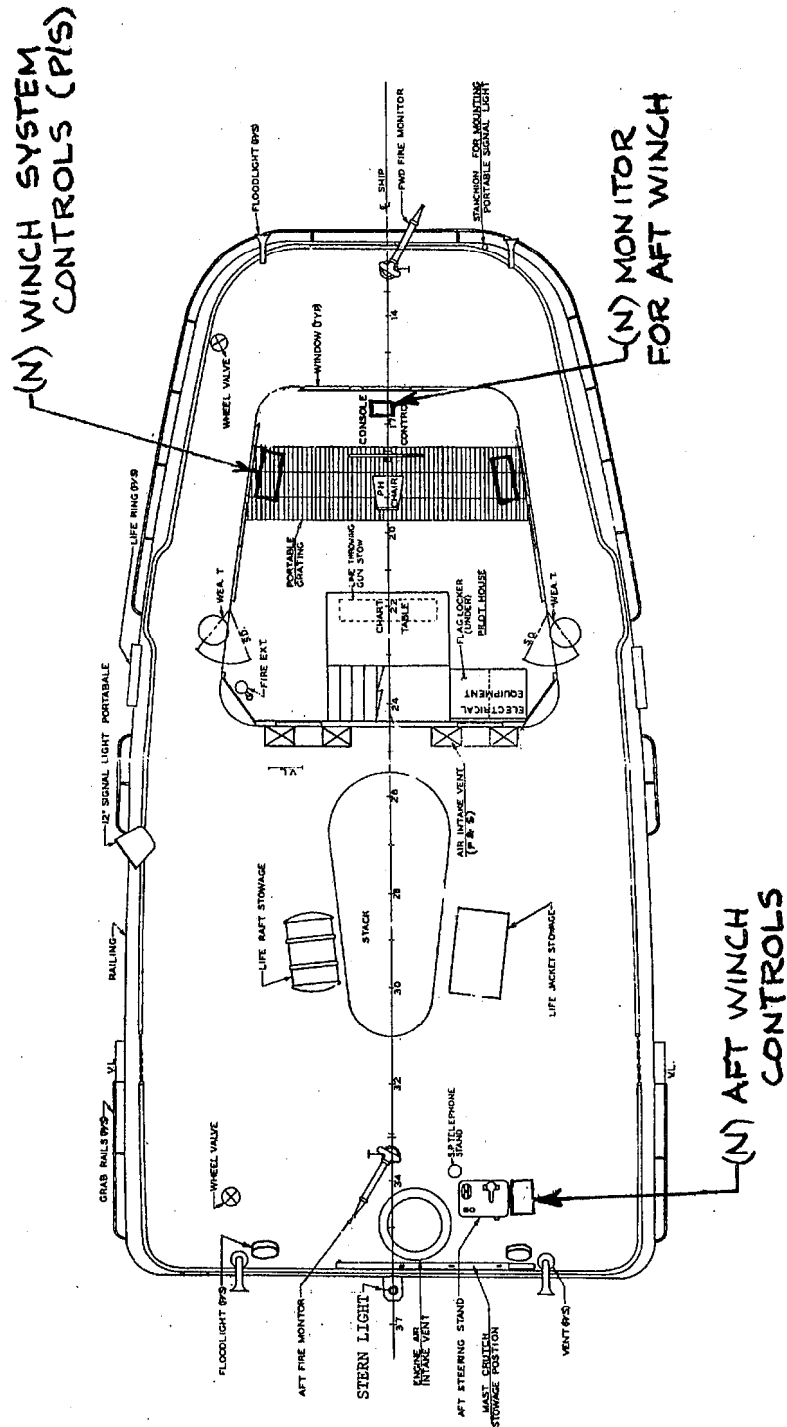 (N) WINCH SYSTEM
CONTROLS (P/S)
(N) MONITOR
FOR AFT WINCH
(N) AFT WINCH
CONTROLS
FLOODLIGHT (P/S)
SHIP
FWD FIRE MONITOR
STANCHION FOR MOUNTING
PORTABLE SIGNAL LIGHT
WHEEL VALVE
14
WINDOW (TYP)
CONSOLE
CONTROL
17
PH
CHAIR
20
LIFE RING (P/S)
PORTABLE
GRATING
LINE THROWING
GUN STOW
WEA. T
CHART
TABLE
22
FLAG LOCKER
(UNDER)
PILOT HOUSE
WEA. T
FIRE EXT.
24
ELECTRICAL
EQUIPMENT
12" SIGNAL LIGHT PORTABALE
V.L.
26
AIR INTAKE VENT
(P & S)
RAILING
LIFE RAFT STOWAGE
STACK
28
30
LIFE JACKET STOWAGE
V.L.
32
V.L.
GRAB RAILS (P/S)
WHEEL VALVE
S.P. TELEPHONE
STAND
34
FLOODLIGHT (P/S)
AFT FIRE MONITOR
STERN LIGHT
37
ENGINE AIR
INTAKE VENT
AFT STEERING STAND
MAST CRUTCH
STOWAGE POSTION
VENT (P/S)